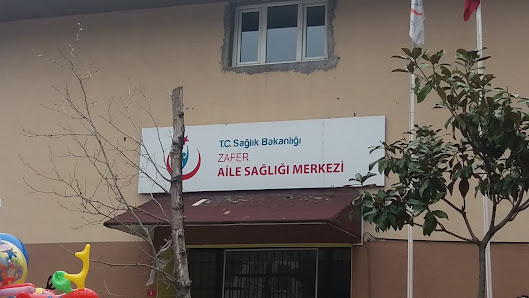 T.C. Sağlık Bakanlığı
ZAFER
AİLE SAĞLIĞI MERKEZİ